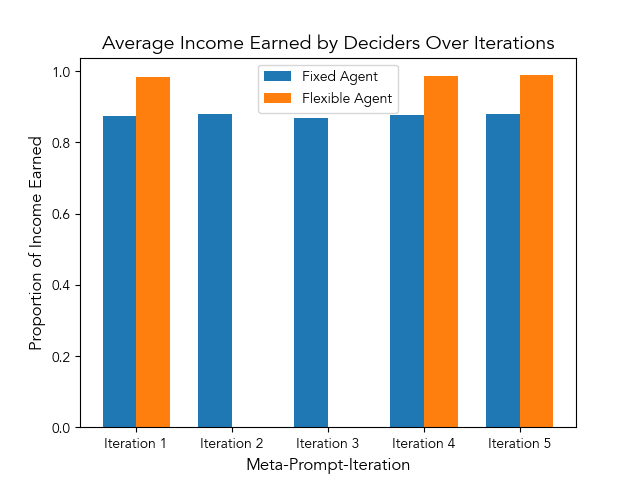 Average Income Earned by Deciders Over Iterations
Fixed Agent
Flexible Agent
Proportion of Income Earned
1.0
0.8
0.6
0.4
0.2
0.0
Iteration 1 Iteration 2 Iteration 3 Iteration 4 Iteration 5
Meta-Prompt-Iteration